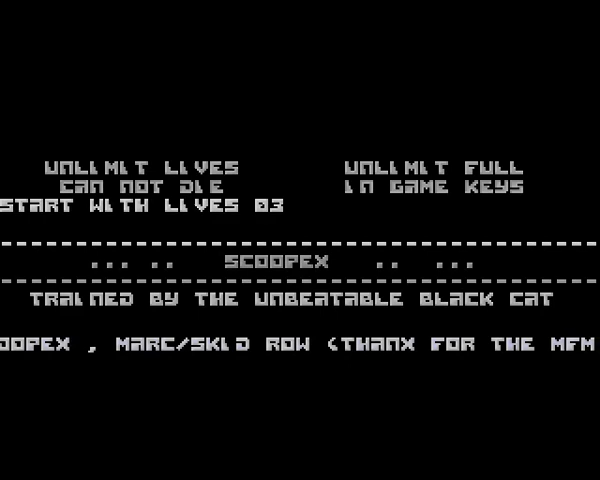 UNLIMIT LIVES UNLIMIT FULL
CAN NOT DIE IN GAME KEYS
START WITH LIVES 03
----------------------------------------
... .. SCOOPEX .. ...
----------------------------------------
TRAINED BY THE UNBEATABLE BLACK CAT
OOPEX , MARC/SKID ROW (THANX FOR THE MFM